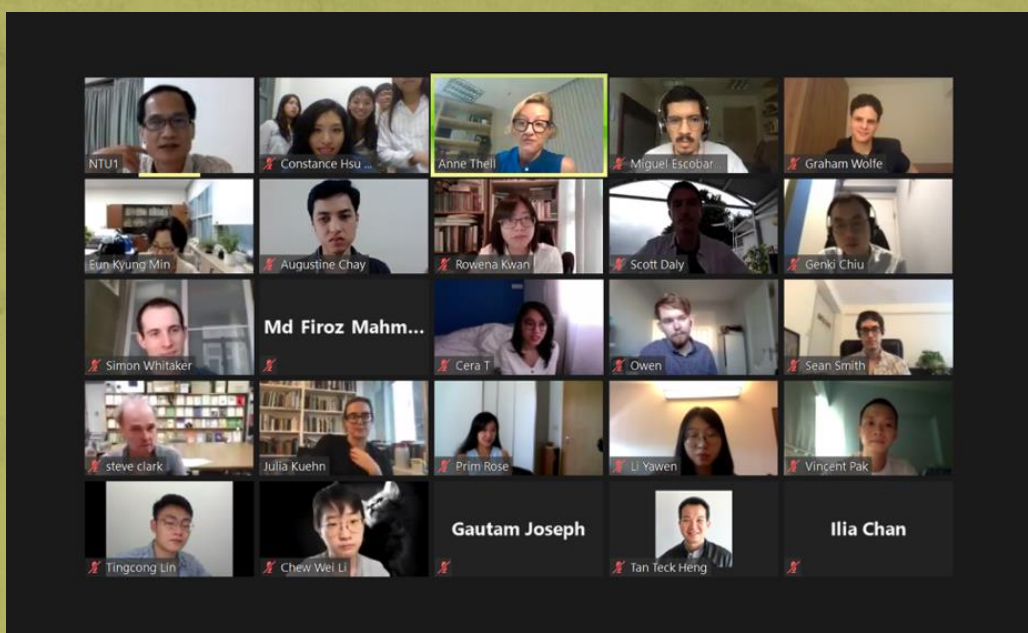 NTU1
Constance Hsu ...
Anne Thell
Miguel Escobar ...
Graham Wolfe
Eun Kyung Min
Augustine Chay
Rowena Kwan
Scott Daly
Genki Chiu
Simon Whitaker
Md Firoz Mahm...
Cera T
Owen
Sean Smith
steve clark
Julia Kuehn
Prim Rose
Li Yawen
Vincent Pak
Tingcong Lin
Chew Wei Li
Gautam Joseph
Tan Teck Heng
Ilia Chan